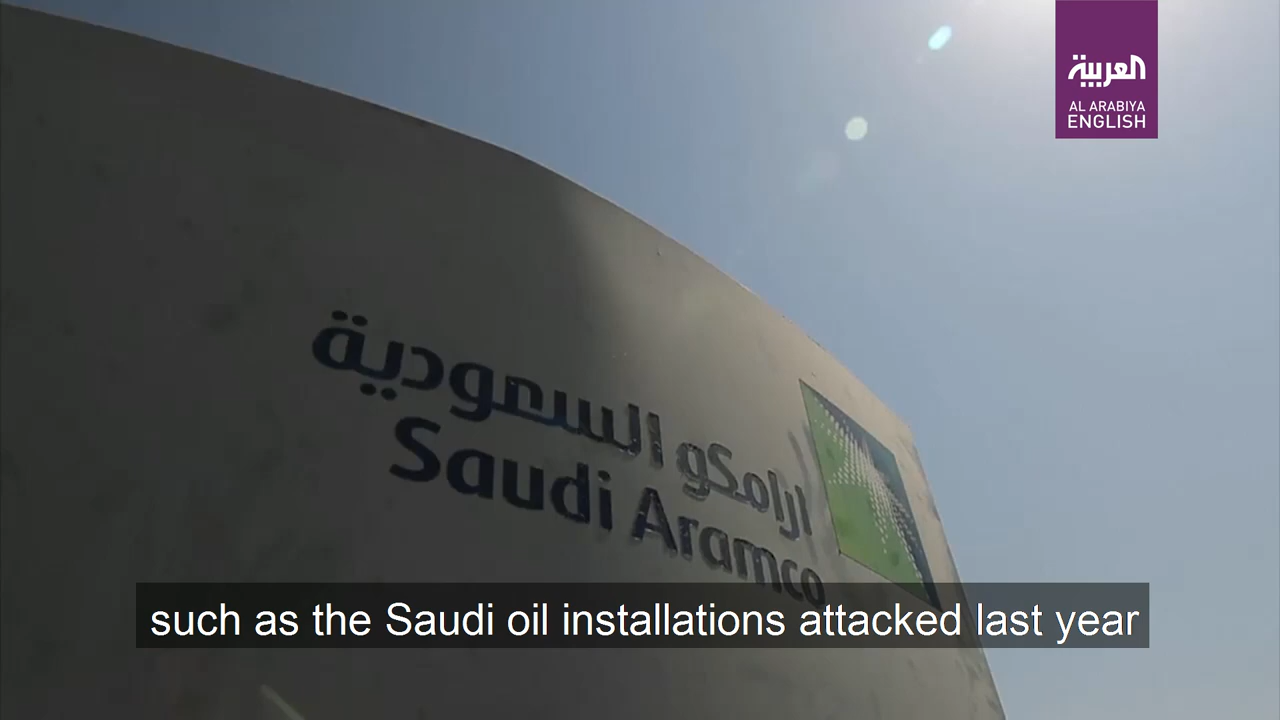 العربية
AL ARABIYA
ENGLISH
ارامكو السعودية
Saudi Aramco
such as the Saudi oil installations attacked last year